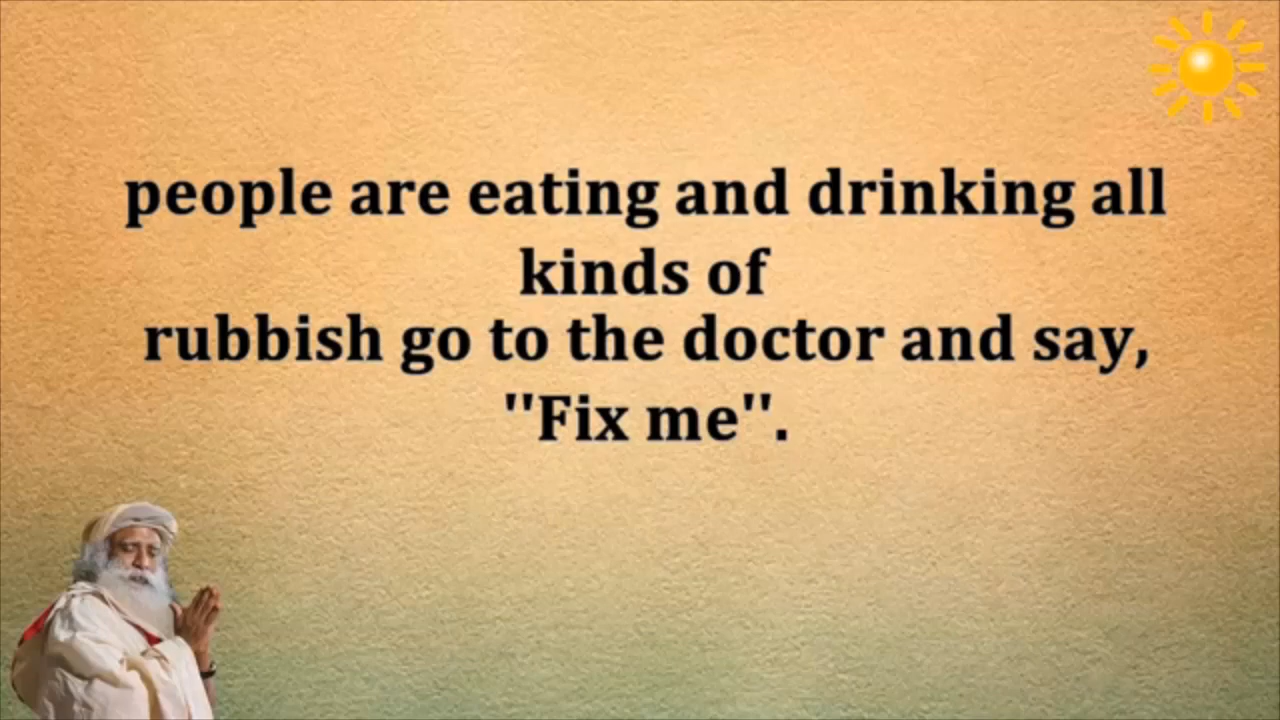 people are eating and drinking all
kinds of
rubbish go to the doctor and say,
''Fix me''.